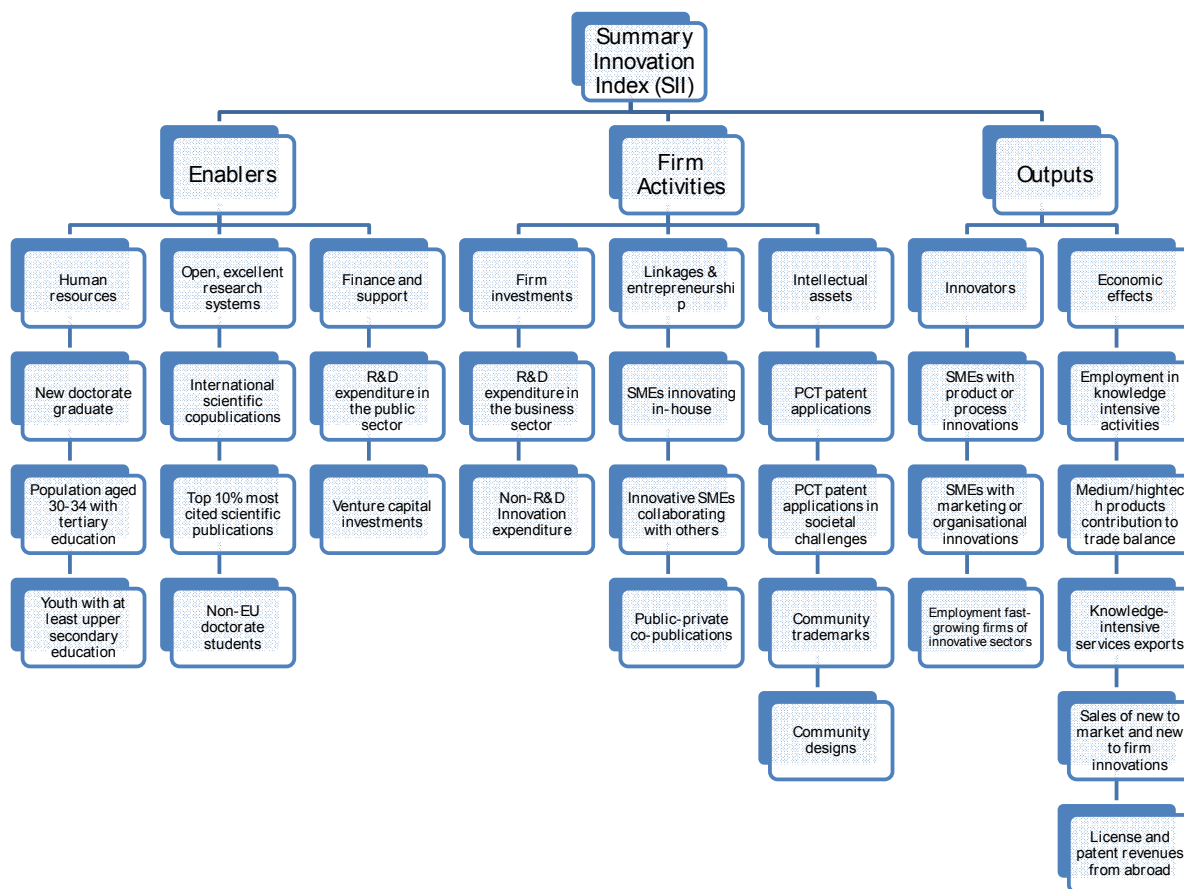 Summary
Innovation
Index (SII)
Enablers
Firm
Activities
Outputs
Human
resources
Open, excellent
research
systems
Finance and
support
Firm
investments
Linkages &
entrepreneurshi
p
Intellectual
assets
Innovators
Economic
effects
New doctorate
graduate
International
scientific
copublications
R&D
expenditure in
the public
sector
R&D
expenditure in
the business
sector
SMEs innovating
in-house
PCT patent
applications
SMEs with
product or
process
innovations
Employment in
knowledge
intensive
activities
Population aged
30-34 with
tertiary
education
Top 10% most
cited scientific
publications
Venture capital
investments
Non-R&D
Innovation
expenditure
Innovative SMEs
collaborating
with others
PCT patent
applications in
societal
challenges
SMEs with
marketing or
organisational
innovations
Medium/hightec
h products
contribution to
trade balance
Youth with at
least upper
secondary
education
Non-EU
doctorate
students
Public-private
co-publications
Community
trademarks
Employment fast-
growing firms of
innovative sectors
Knowledge-
intensive
services exports
Community
designs
Sales of new to
market and new
to firm
innovations
License and
patent revenues
from abroad